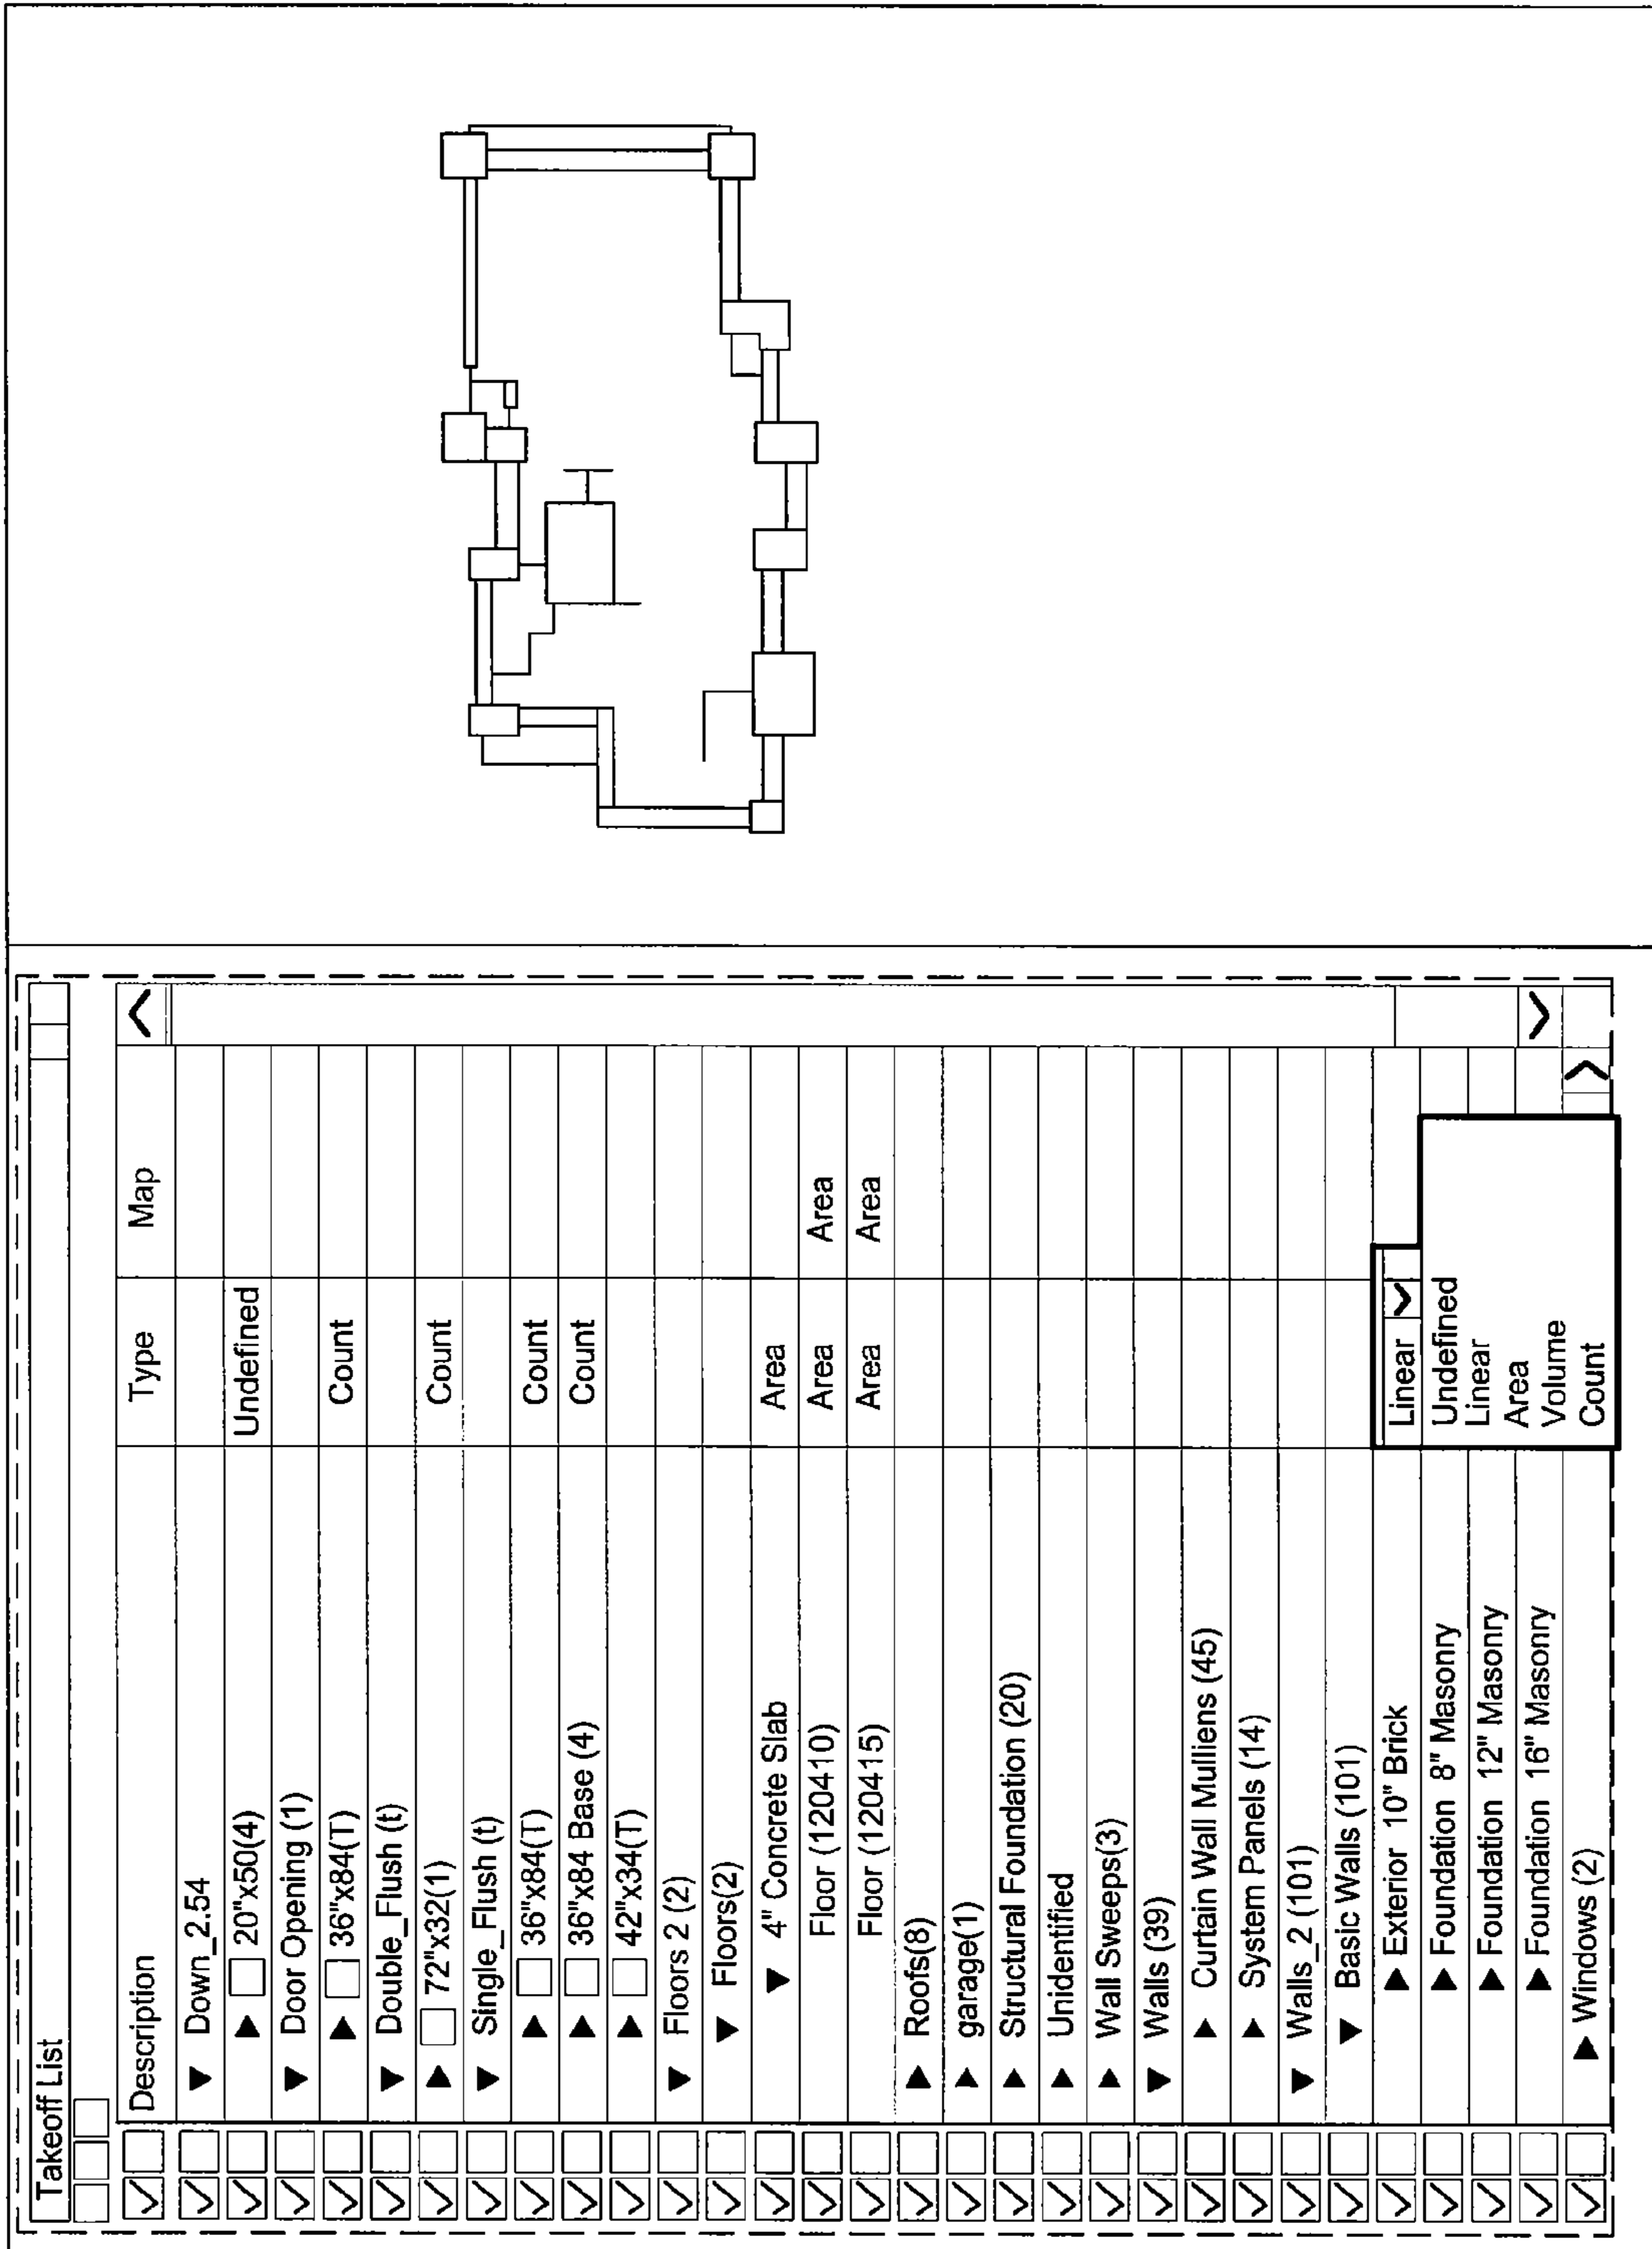 Takeoff List
Description Type Map
Down_2.54
20"x50(4) Undefined
Door Opening (1)
36"x84(T) Count
Double_Flush (t)
72"x32(1) Count
Single_Flush (t)
36"x84(T) Count
36"x84 Base (4) Count
42"x34(T)
Floors 2 (2)
Floors(2)
4" Concrete Slab Area
Floor (120410) Area Area
Floor (120415) Area Area
Roofs(8)
garage(1)
Structural Foundation (20)
Unidentified
Wall Sweeps(3)
Walls (39)
Curtain Wall Mulliens (45)
System Panels (14)
Walls_2 (101)
Basic Walls (101)
Exterior 10" Brick Linear
Foundation 8" Masonry
Foundation 12" Masonry
Foundation 16" Masonry
Windows (2)
Undefined
Linear
Area
Volume
Count